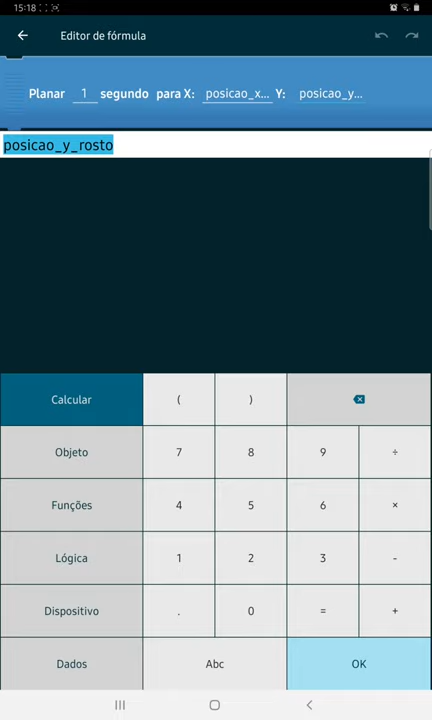 15:18
Editor de fórmula
Planar 1 segundo para X: posicao_x... Y: posicao_y...
posicao_y_rosto
Calcular ( )
Objeto 7 8 9 ÷
Funções 4 5 6 ×
Lógica 1 2 3 -
Dispositivo . 0 = +
Dados Abc OK